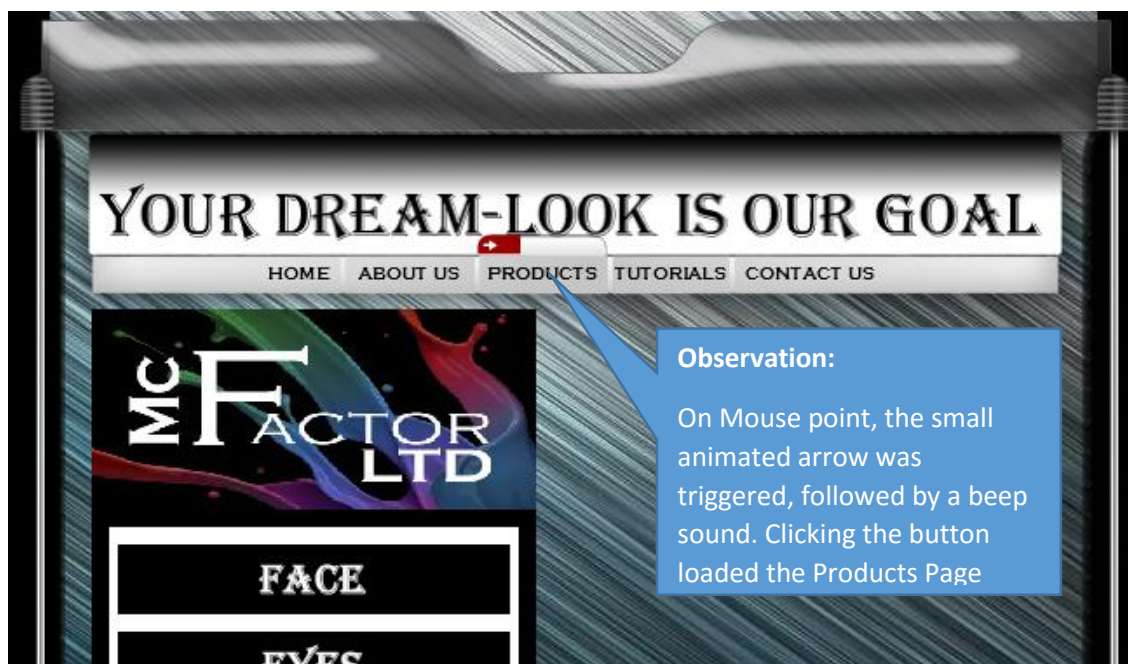 YOUR DREAM-LOOK IS OUR GOAL
HOME ABOUT US PRODUCTS TUTORIALS CONTACT US
MC FACTOR
LTD
Observation:
On Mouse point, the small
animated arrow was
triggered, followed by a beep
sound. Clicking the button
loaded the Products Page
FACE
EYES